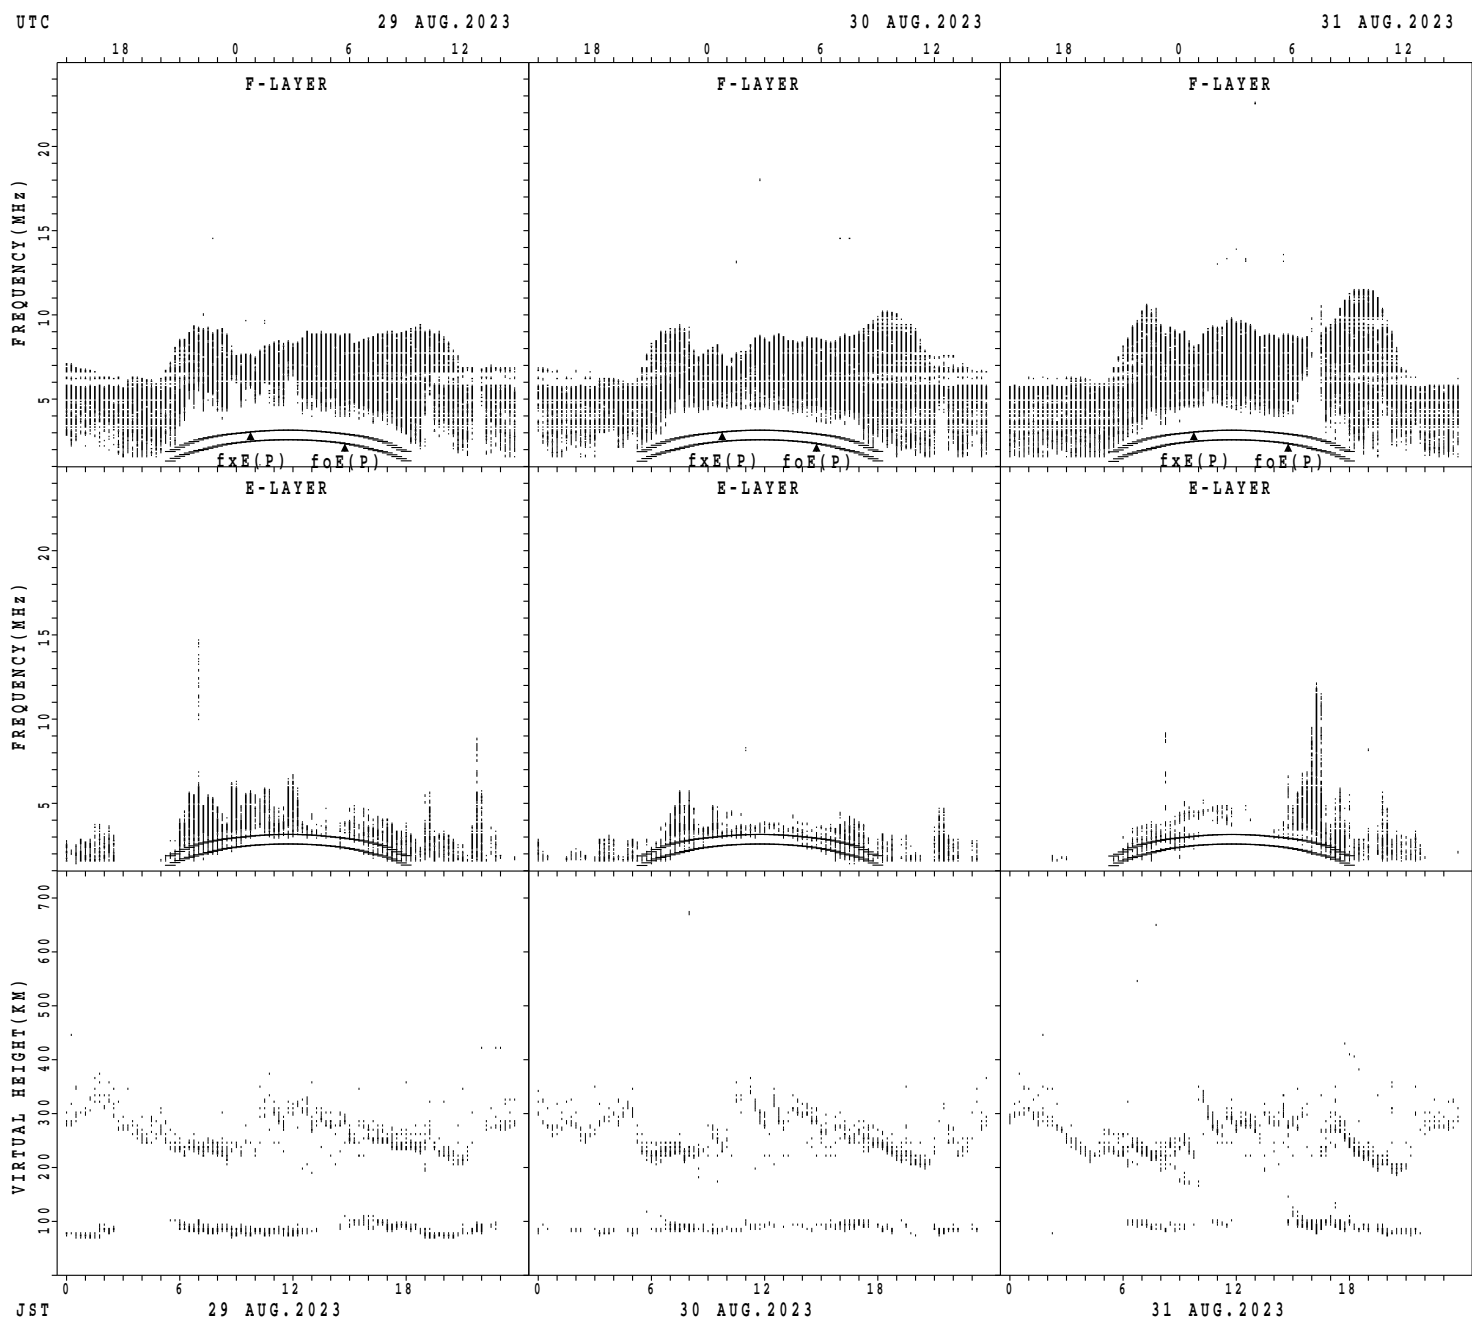 UTC 29 AUG.2023 30 AUG.2023 31 AUG.2023
18 0 6 12 18 0 6 12 18 0 6 12
F-LAYER F-LAYER F-LAYER
FREQUENCY(MHz)
20
15
10
5
fxE(P) foE(P) fxE(P) foE(P) fxE(P) foE(P)
E-LAYER E-LAYER E-LAYER
FREQUENCY(MHz)
20
15
10
5
VIRTUAL HEIGHT(KM)
700
600
500
400
300
200
100
0 6 12 18 0 6 12 18 0 6 12 18
JST 29 AUG.2023 30 AUG.2023 31 AUG.2023